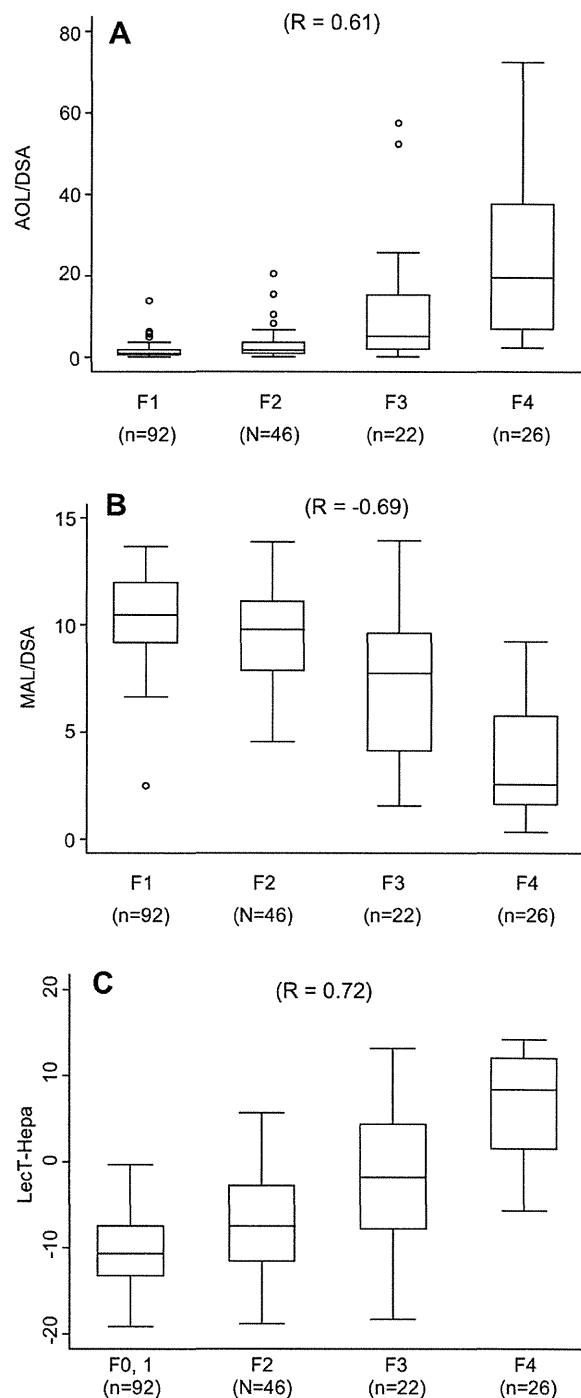 A
(R = 0.61)
80
60
40
20
0
AOL/DSA
F1 F2 F3 F4
(n=92) (N=46) (n=22) (n=26)
B
(R = -0.69)
15
10
5
0
MAL/DSA
F1 F2 F3 F4
(n=92) (N=46) (n=22) (n=26)
C
(R = 0.72)
20
10
0
-10
-20
LecT-Hepa
F0, 1 F2 F3 F4
(n=92) (N=46) (n=22) (n=26)